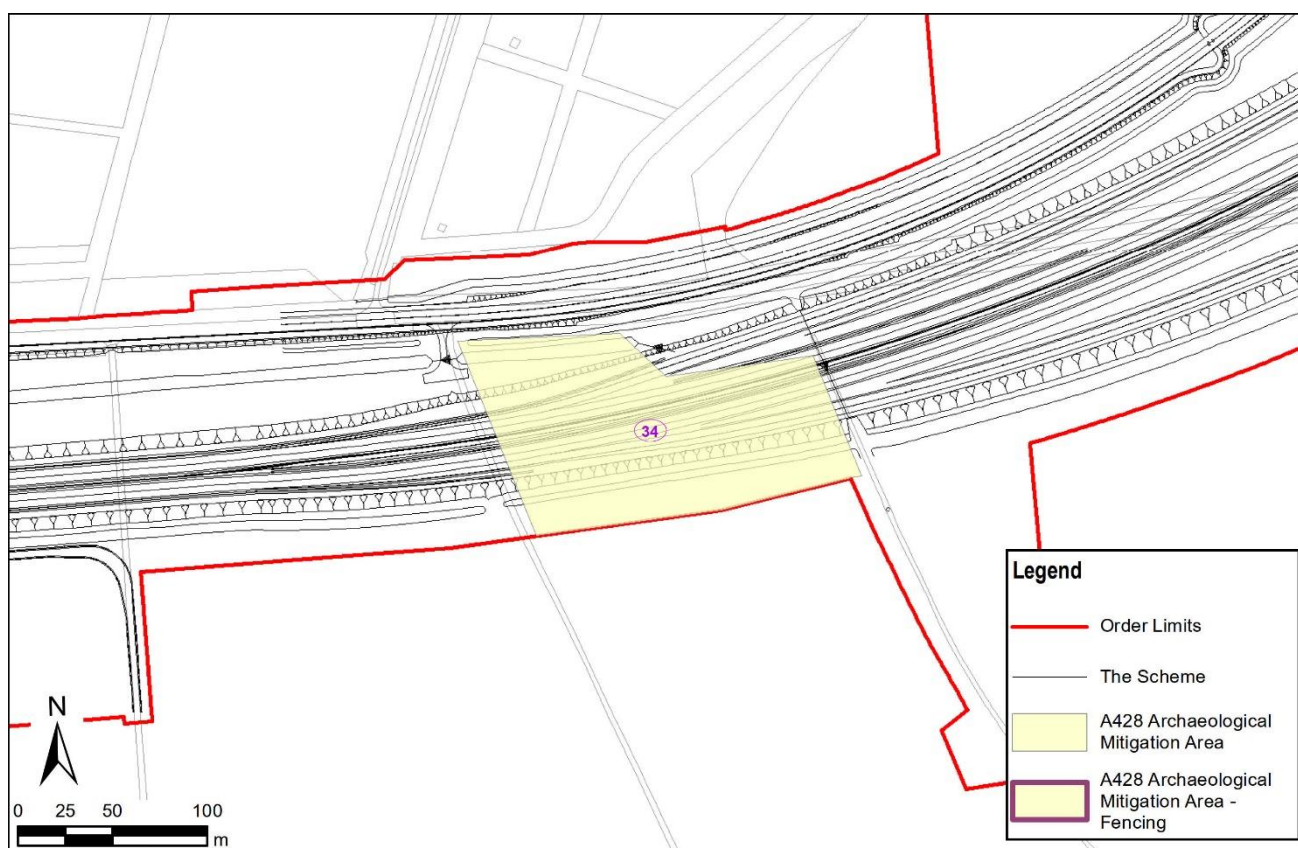 34
Legend
Order Limits
The Scheme
A428 Archaeological
Mitigation Area
A428 Archaeological
Mitigation Area -
Fencing
N
0 25 50 100
m